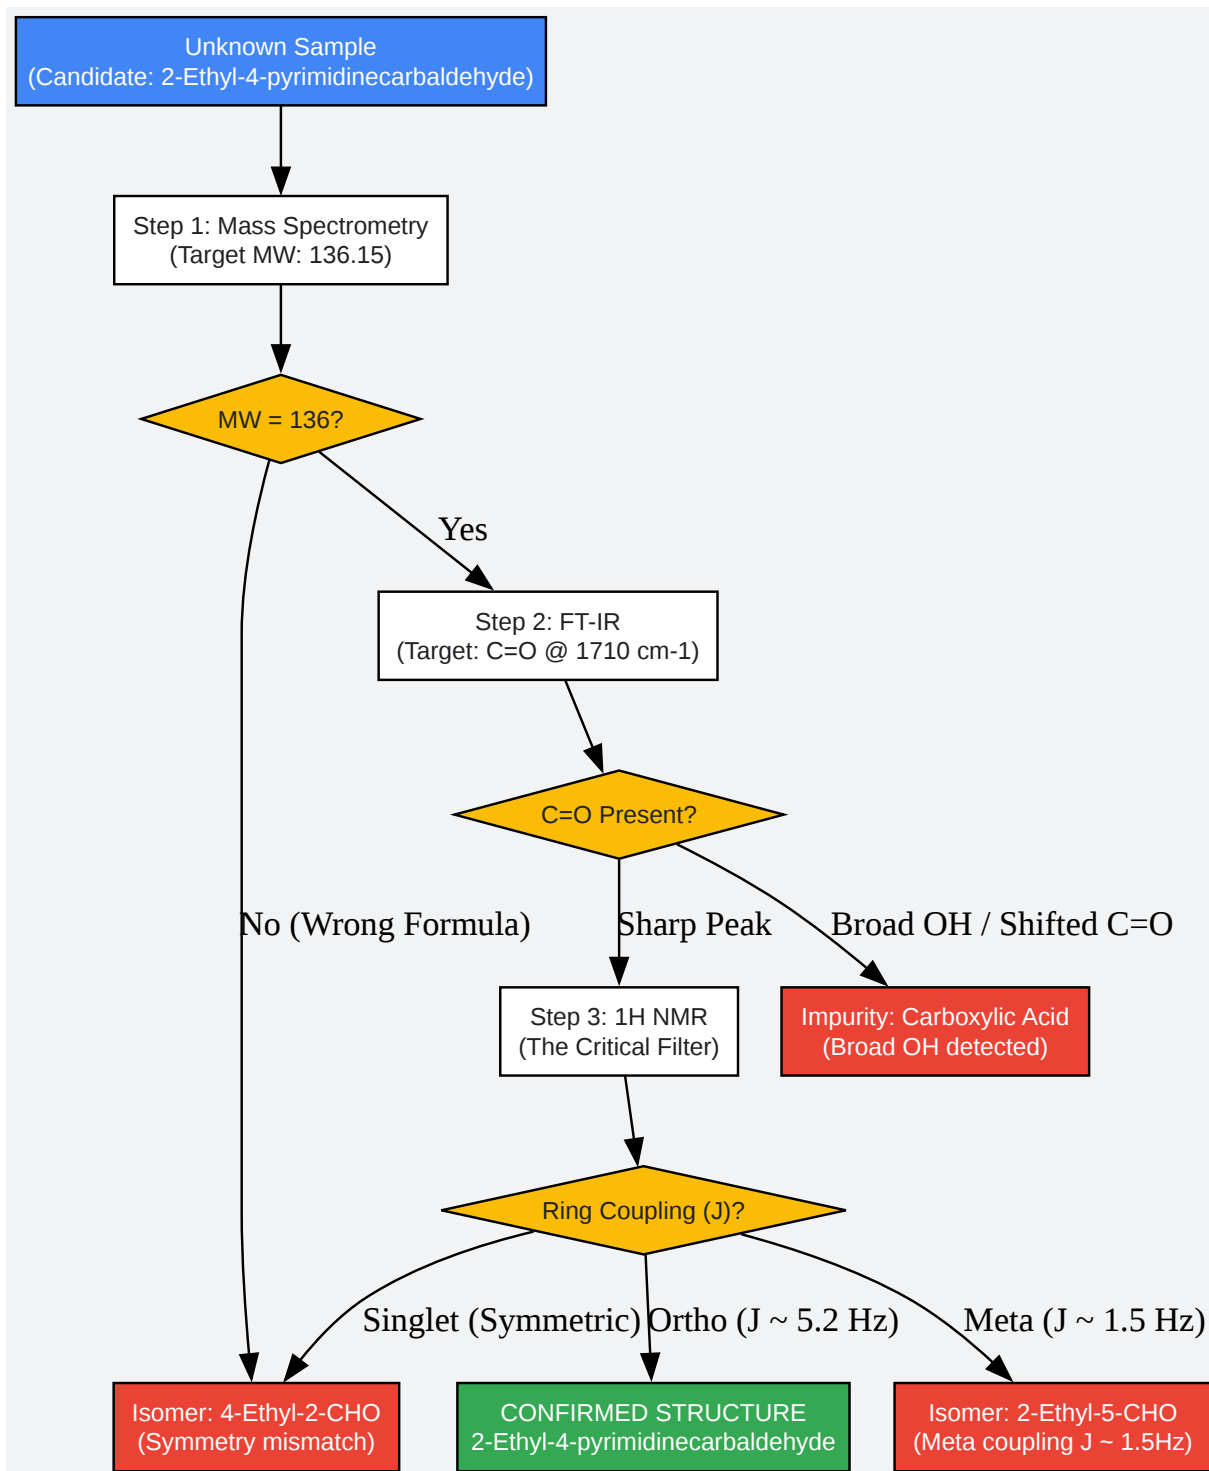 Unknown Sample
(Candidate: 2-Ethyl-4-pyrimidinecarbaldehyde)
Step 1: Mass Spectrometry
(Target MW: 136.15)
MW = 136?
Yes
Step 2: FT-IR
(Target: C=O @ 1710 cm-1)
C=O Present?
No (Wrong Formula)
Sharp Peak
Broad OH / Shifted C=O
Step 3: 1H NMR
(The Critical Filter)
Impurity: Carboxylic Acid
(Broad OH detected)
Ring Coupling (J)?
Singlet (Symmetric)
Ortho (J ~ 5.2 Hz)
Meta (J ~ 1.5 Hz)
Isomer: 4-Ethyl-2-CHO
(Symmetry mismatch)
CONFIRMED STRUCTURE
2-Ethyl-4-pyrimidinecarbaldehyde
Isomer: 2-Ethyl-5-CHO
(Meta coupling J ~ 1.5Hz)